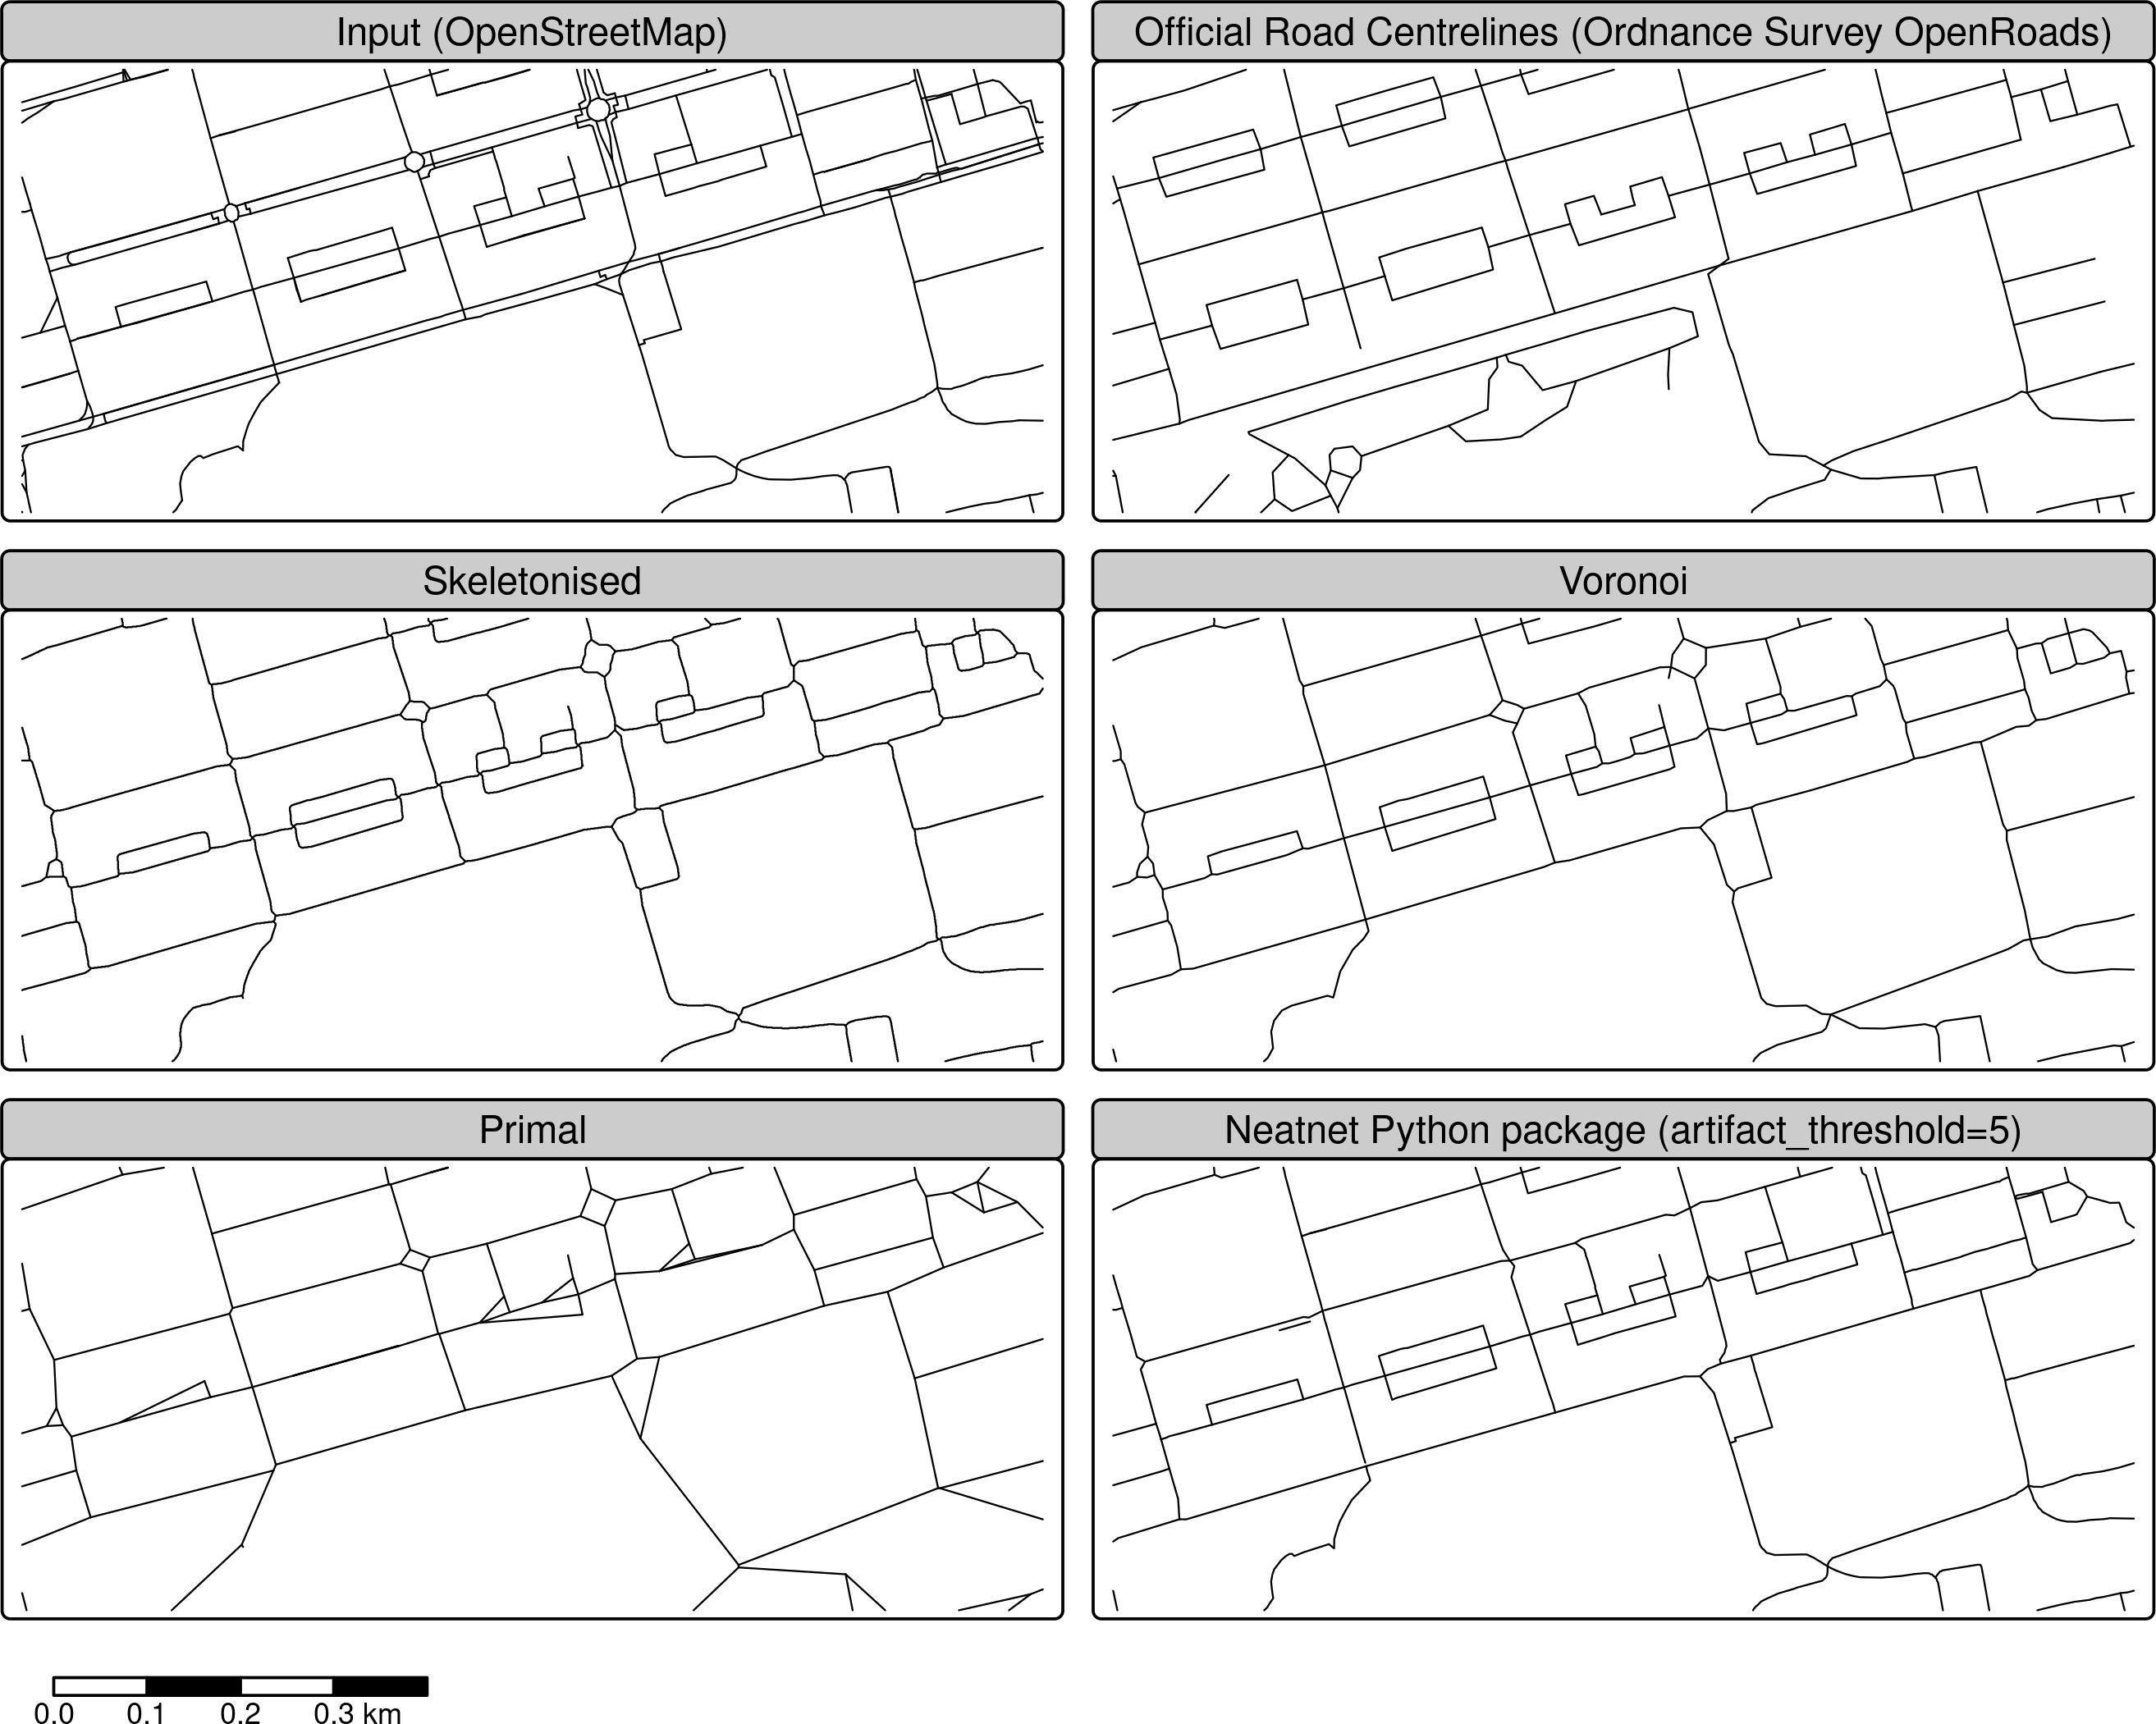 Input (OpenStreetMap)
Official Road Centrelines (Ordnance Survey OpenRoads)
Skeletonised
Voronoi
Primal
Neatnet Python package (artifact_threshold=5)
0.0 0.1 0.2 0.3 km